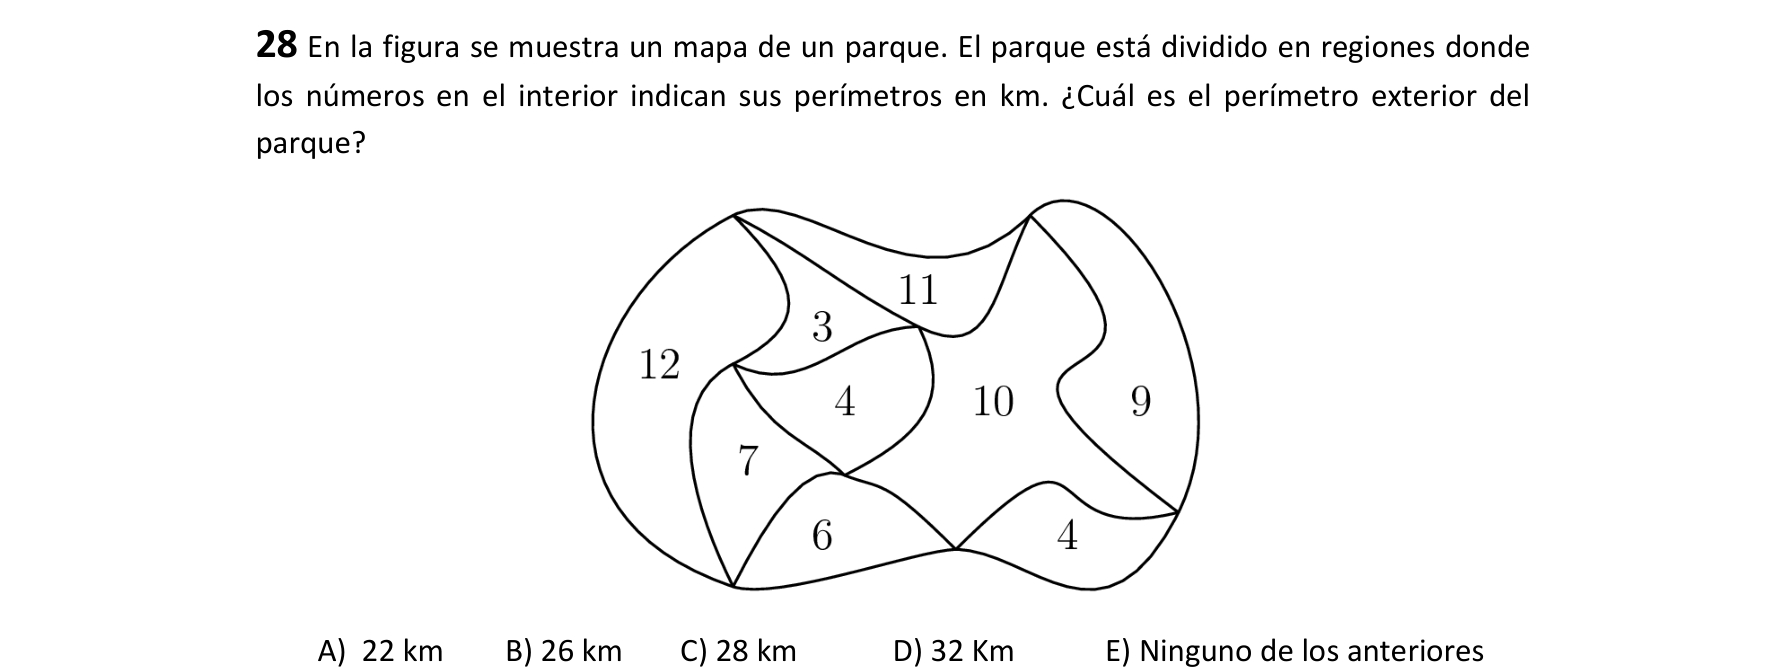 28 En la figura se muestra un mapa de un parque. El parque está dividido en regiones donde
los números en el interior indican sus perímetros en km. ¿Cuál es el perímetro exterior del
parque?
11
3
12
4
10
9
7
6
4
A) 22 km B) 26 km C) 28 km D) 32 Km E) Ninguno de los anteriores